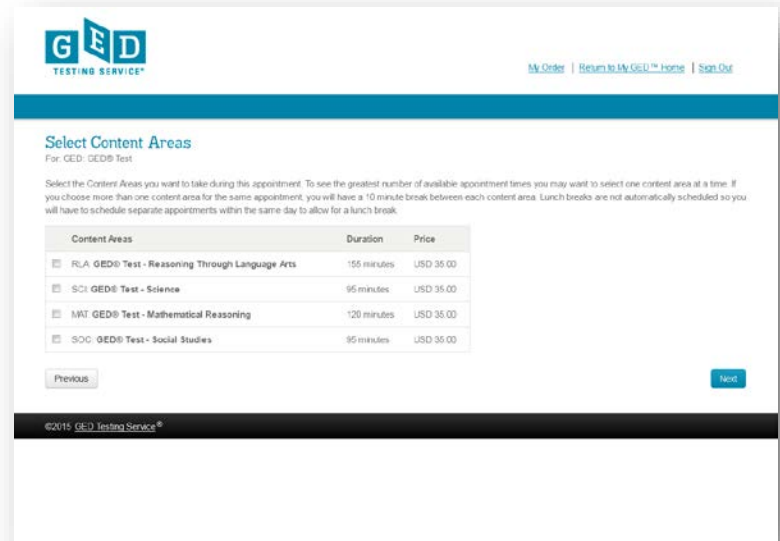 GED
TESTING SERVICE®
My Order | Return to My GED™ Home | Sign Out
Select Content Areas
For: GED: GED® Test
Select the Content Areas you want to take during this appointment. To see the greatest number of available appointment times you may want to select one content area at a time. If
you choose more than one content area for the same appointment, you will have a 10 minute break between each content area. Lunch breaks are not automatically scheduled so you
will have to schedule separate appointments within the same day to allow for a lunch break.
Content Areas Duration Price
RLA: GED® Test - Reasoning Through Language Arts 155 minutes USD 35.00
SCI: GED® Test - Science 95 minutes USD 35.00
MAT: GED® Test - Mathematical Reasoning 120 minutes USD 35.00
SOC: GED® Test - Social Studies 95 minutes USD 35.00
Previous Next
©2015 GED Testing Service®